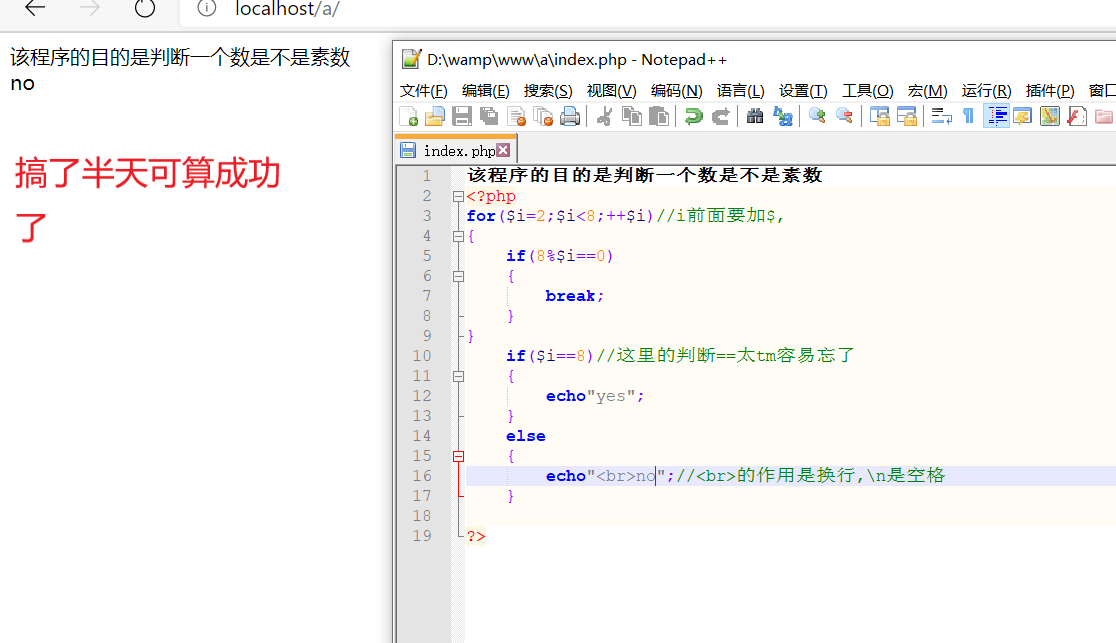 localhost/a/
该程序的目的是判断一个数是不是素数
no
搞了半天可算成功
了
D:\wamp\www\a\index.php - Notepad++
文件(F) 编辑(E) 搜索(S) 视图(V) 编码(N) 语言(L) 设置(T) 工具(O) 宏(M) 运行(R) 插件(P) 窗口
index.php
1 该程序的目的是判断一个数是不是素数
2 <?php
3 for($i=2;$i<8;++$i)//i前面要加$,
4 {
5 if(8%$i==0)
6 {
7 break;
8 }
9 }
10 if($i==8)//这里的判断==太tm容易忘了
11 {
12 echo"yes";
13 }
14 else
15 {
16 echo"<br>no";//<br>的作用是换行,\n是空格
17 }
18
19 ?>